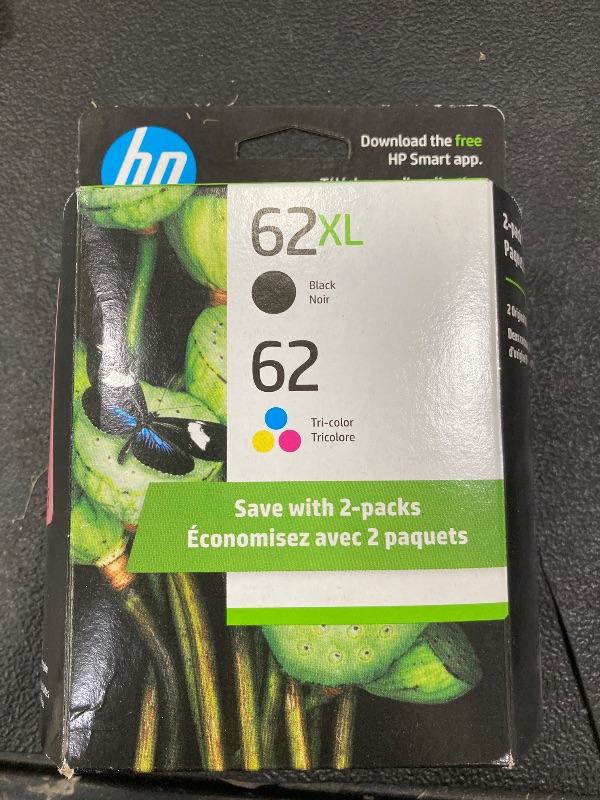 hp
Download the free
HP Smart app.
62XL
Black
Noir
62
Tri-color
Tricolore
Save with 2-packs
Économisez avec 2 paquets